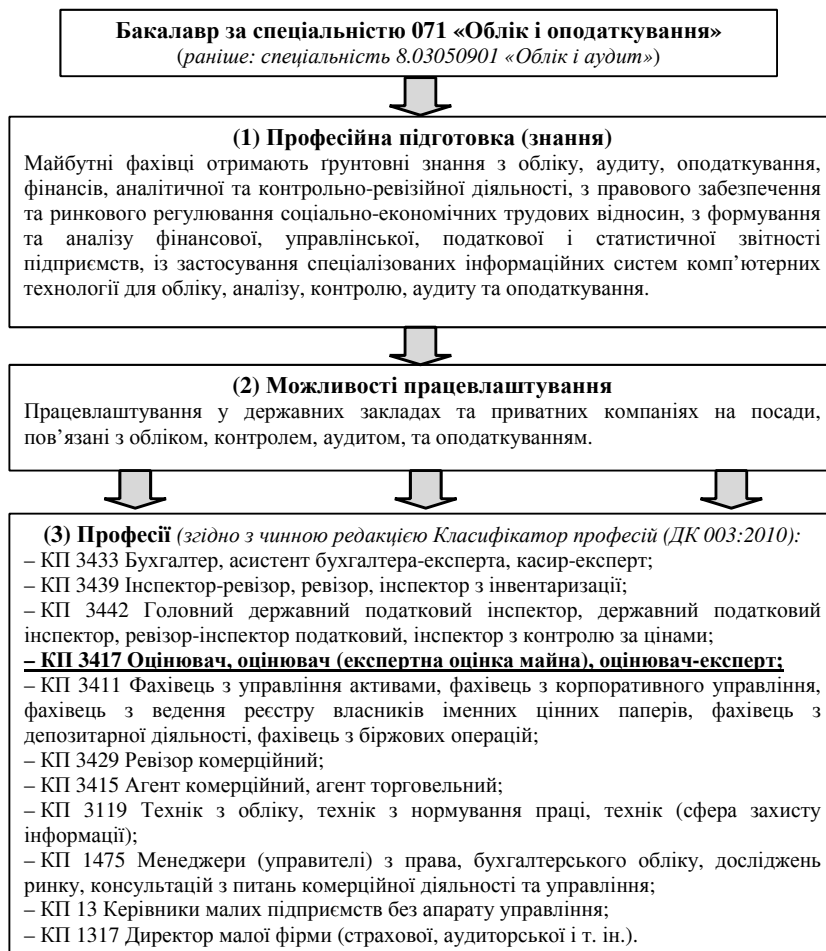 Бакалавр за спеціальністю 071 «Облік і оподаткування»
(раніше: спеціальність 8.03050901 «Облік і аудит»)
(1) Професійна підготовка (знання)
Майбутні фахівці отримають ґрунтовні знання з обліку, аудиту, оподаткування,
фінансів, аналітичної та контрольно-ревізійної діяльності, з правового забезпечення
та ринкового регулювання соціально-економічних трудових відносин, з формування
та аналізу фінансової, управлінської, податкової і статистичної звітності
підприємств, із застосування спеціалізованих інформаційних систем комп’ютерних
технології для обліку, аналізу, контролю, аудиту та оподаткування.
(2) Можливості працевлаштування
Працевлаштування у державних закладах та приватних компаніях на посади,
пов’язані з обліком, контролем, аудитом, та оподаткуванням.
(3) Професії (згідно з чинною редакцією Класифікатор професій (ДК 003:2010):
– КП 3433 Бухгалтер, асистент бухгалтера-експерта, касир-експерт;
– КП 3439 Інспектор-ревізор, ревізор, інспектор з інвентаризації;
– КП 3442 Головний державний податковий інспектор, державний податковий
інспектор, ревізор-інспектор податковий, інспектор з контролю за цінами;
– КП 3417 Оцінювач, оцінювач (експертна оцінка майна), оцінювач-експерт;
– КП 3411 Фахівець з управління активами, фахівець з корпоративного управління,
фахівець з ведення реєстру власників іменних цінних паперів, фахівець з
депозитарної діяльності, фахівець з біржових операцій;
– КП 3429 Ревізор комерційний;
– КП 3415 Агент комерційний, агент торговельний;
– КП 3119 Технік з обліку, технік з нормування праці, технік (сфера захисту
інформації);
– КП 1475 Менеджери (управителі) з права, бухгалтерського обліку, досліджень
ринку, консультацій з питань комерційної діяльності та управління;
– КП 13 Керівники малих підприємств без апарату управління;
– КП 1317 Директор малої фірми (страхової, аудиторської і т. ін.).